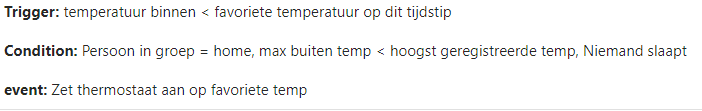 Trigger: temperatuur binnen < favoriete temperatuur op dit tijdstip
Condition: Persoon in groep = home, max buiten temp < hoogst geregistreerde temp, Niemand slaapt
event: Zet thermostaat aan op favoriete temp